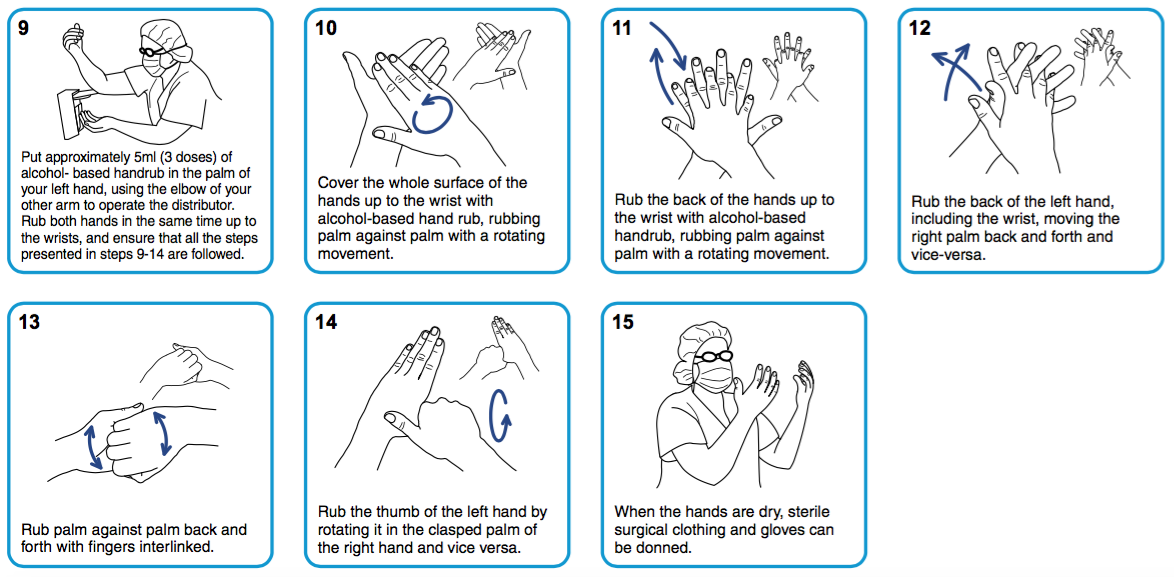 9
Put approximately 5ml (3 doses) of
alcohol- based handrub in the palm of
your left hand, using the elbow of your
other arm to operate the distributor.
Rub both hands in the same time up to
the wrists, and ensure that all the steps
presented in steps 9-14 are followed.
10
Cover the whole surface of the
hands up to the wrist with
alcohol-based hand rub, rubbing
palm against palm with a rotating
movement.
11
Rub the back of the hands up to
the wrist with alcohol-based
handrub, rubbing palm against
palm with a rotating movement.
12
Rub the back of the left hand,
including the wrist, moving the
right palm back and forth and
vice-versa.
13
Rub palm against palm back and
forth with fingers interlinked.
14
Rub the thumb of the left hand by
rotating it in the clasped palm of
the right hand and vice versa.
15
When the hands are dry, sterile
surgical clothing and gloves can
be donned.